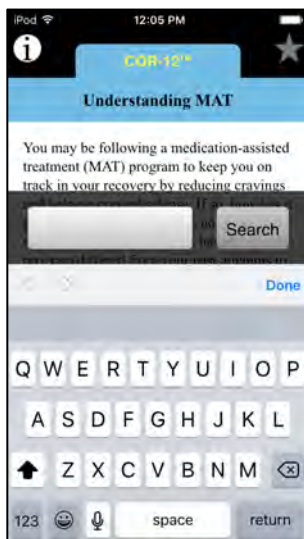 iPod 12:05 PM
COR-12™
Understanding MAT
You may be following a medication-assisted
treatment (MAT) program to keep you on
track in your recovery by reducing cravings
Search
Done
Q W E R T Y U I O P
A S D F G H J K L
Z X C V B N M
123 space return